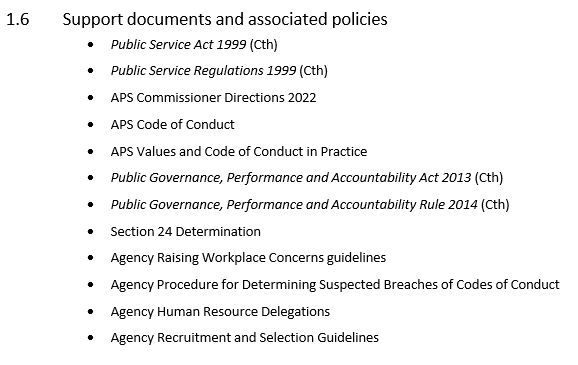 1.6 Support documents and associated policies
• Public Service Act 1999 (Cth)
• Public Service Regulations 1999 (Cth)
• APS Commissioner Directions 2022
• APS Code of Conduct
• APS Values and Code of Conduct in Practice
• Public Governance, Performance and Accountability Act 2013 (Cth)
• Public Governance, Performance and Accountability Rule 2014 (Cth)
• Section 24 Determination
• Agency Raising Workplace Concerns guidelines
• Agency Procedure for Determining Suspected Breaches of Codes of Conduct
• Agency Human Resource Delegations
• Agency Recruitment and Selection Guidelines